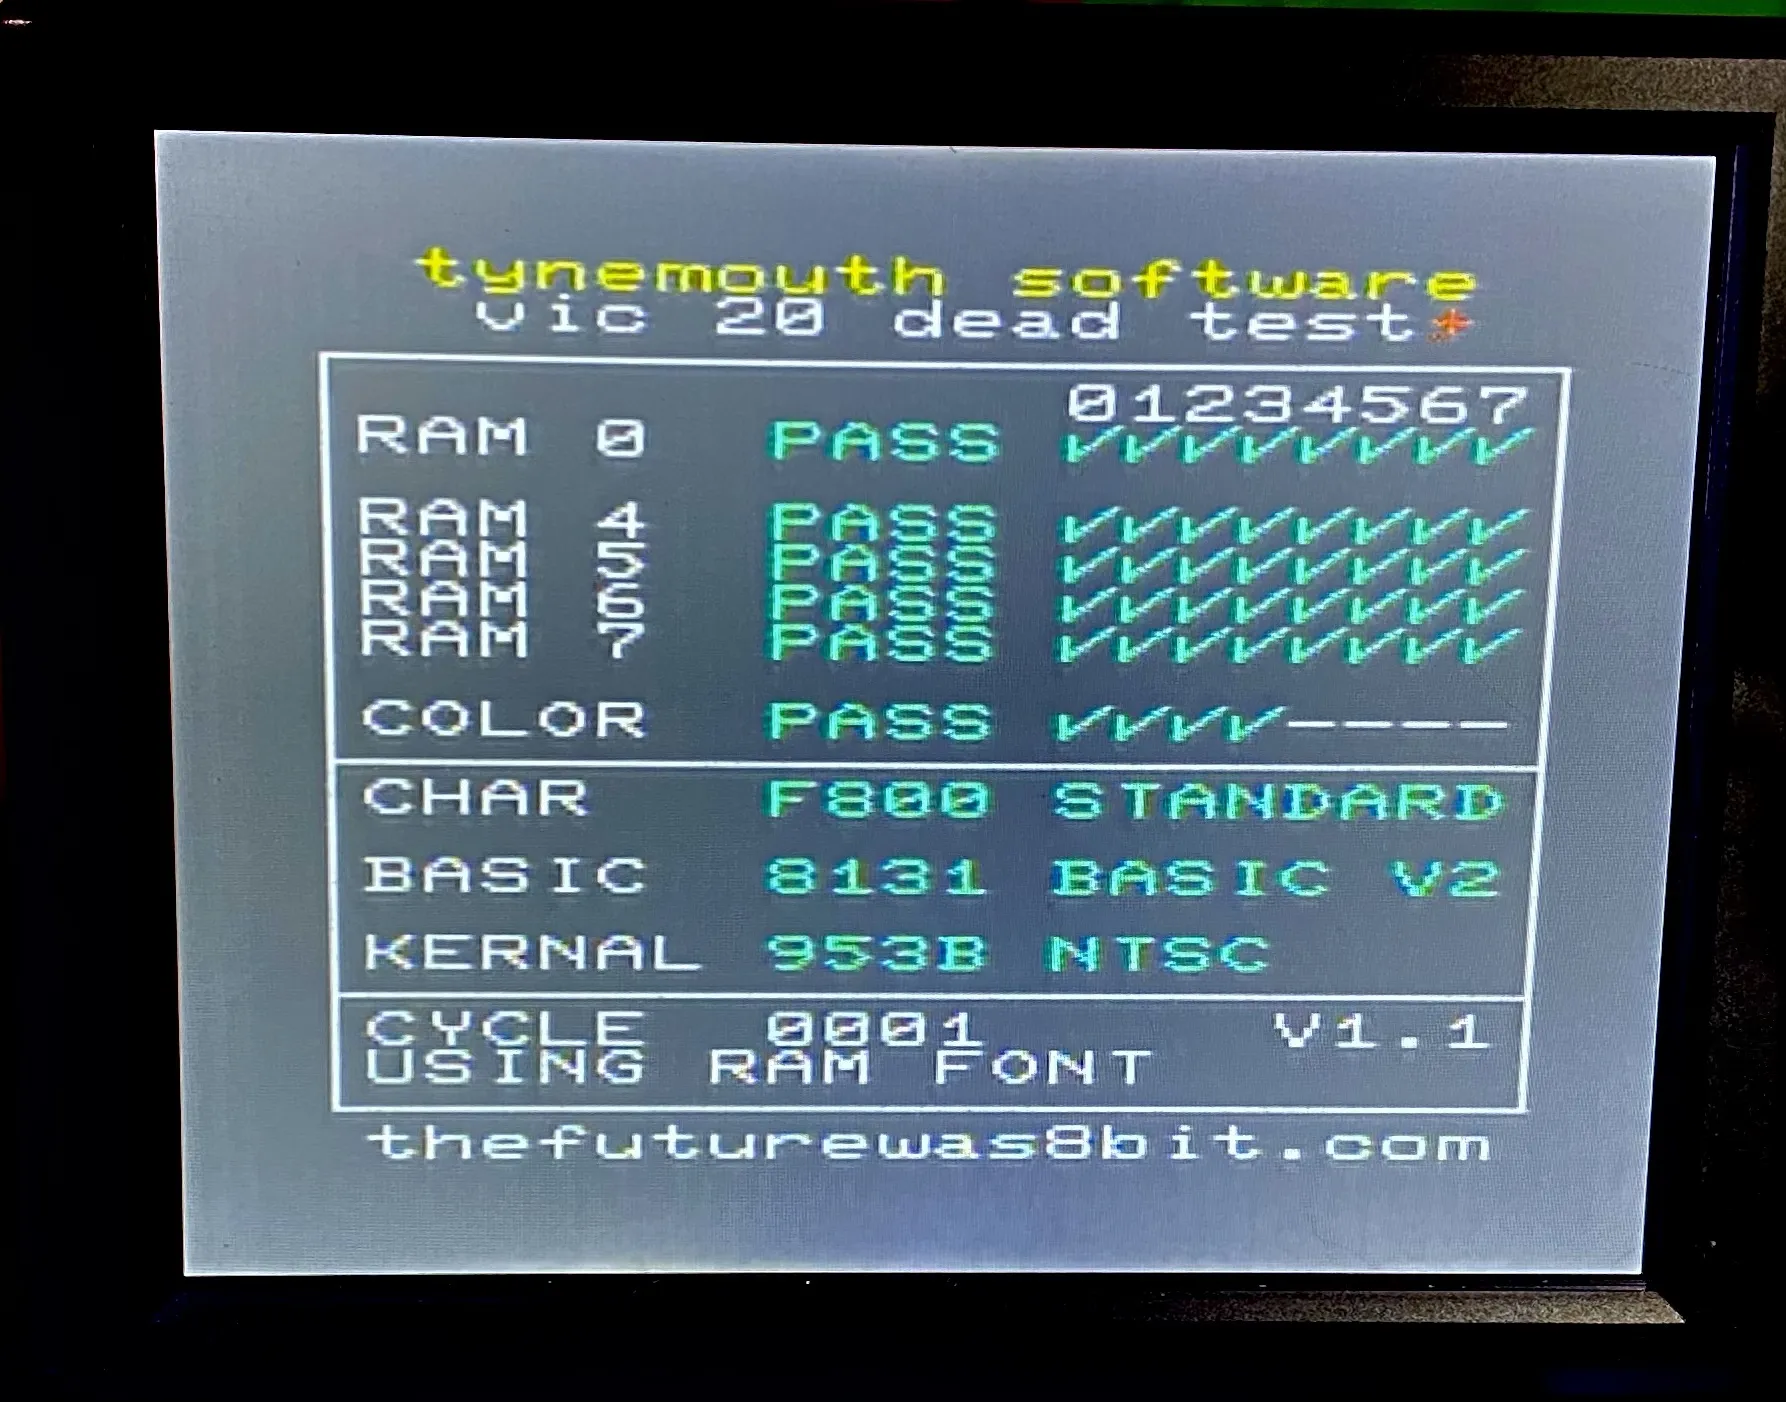 tynemouth software
vic 20 dead test+
01234567
RAM 0 PASS ✓✓✓✓✓✓✓✓
RAM 4 PASS ✓✓✓✓✓✓✓✓
RAM 5 PASS ✓✓✓✓✓✓✓✓
RAM 6 PASS ✓✓✓✓✓✓✓✓
RAM 7 PASS ✓✓✓✓✓✓✓✓
COLOR PASS ✓✓✓✓----
CHAR F800 STANDARD
BASIC 8131 BASIC V2
KERNAL 953B NTSC
CYCLE 0001 V1.1
USING RAM FONT
thefuturewas8bit.com